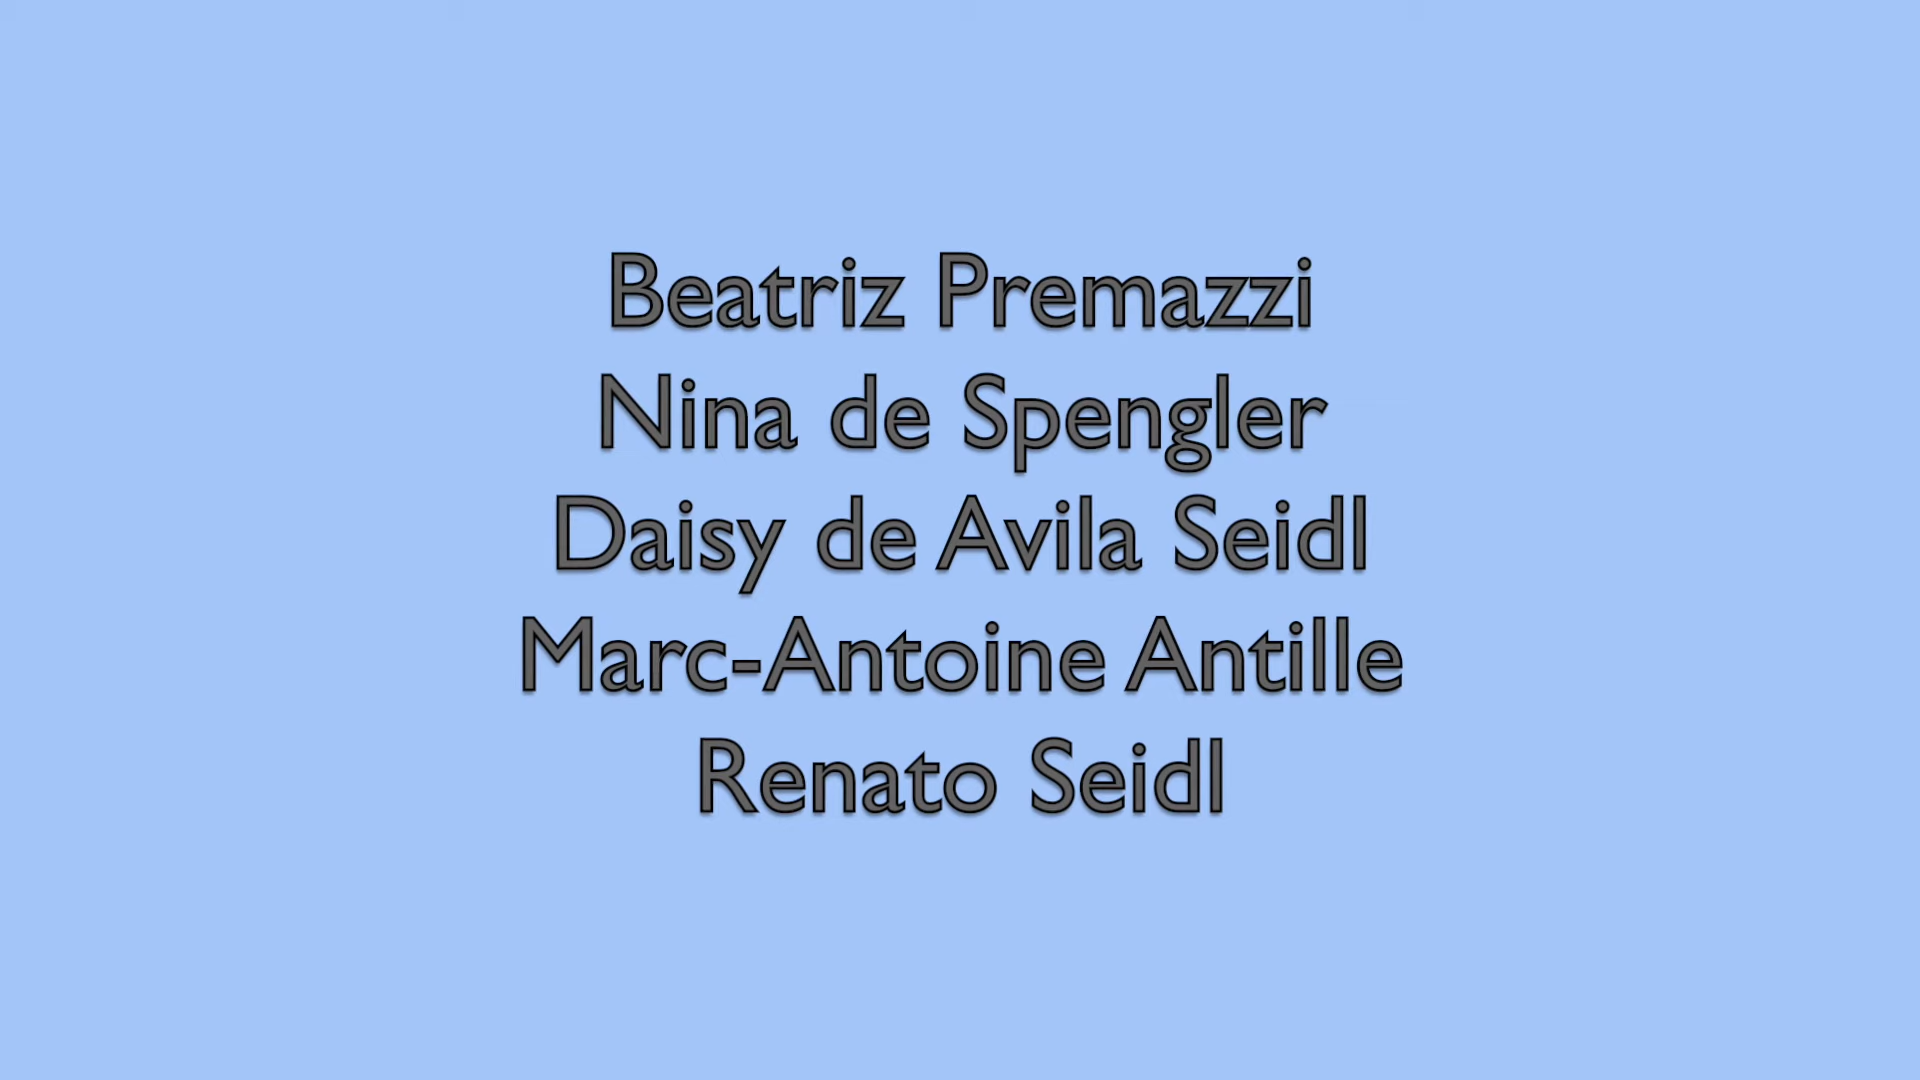 Beatriz Premazzi
Nina de Spengler
Daisy de Avila Seidl
Marc-Antoine Antille
Renato Seidl